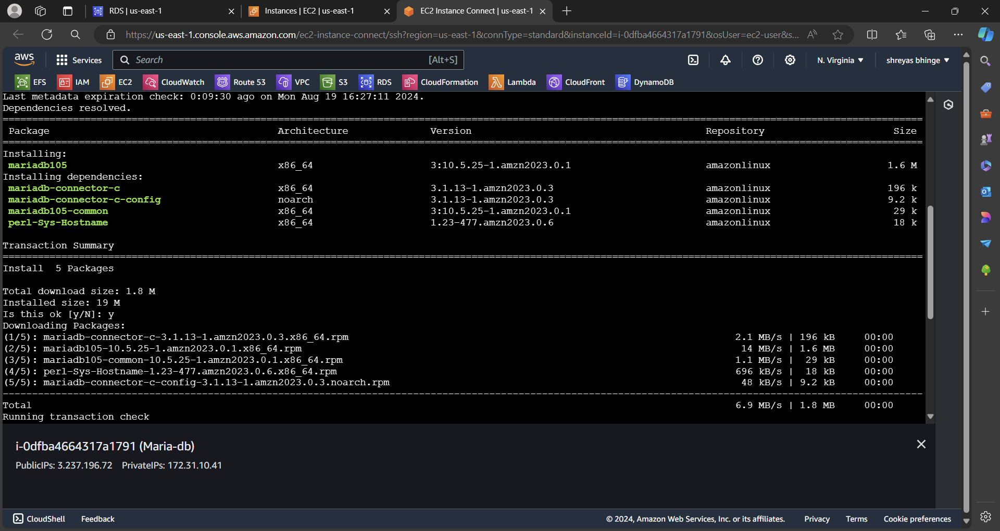 RDS | us-east-1
Instances | EC2 | us-east-1
EC2 Instance Connect | us-east-1
https://us-east-1.console.aws.amazon.com/ec2-instance-connect/ssh?region=us-east-1&connType=standard&instanceId=i-0dfba4664317a1791&osUser=ec2-user&s...
aws Services Search [Alt+S] N. Virginia ▼ shreyas bhinge ▼
EFS IAM EC2 CloudWatch Route 53 VPC S3 RDS CloudFormation Lambda CloudFront DynamoDB
Last metadata expiration check: 0:09:30 ago on Mon Aug 19 16:27:11 2024.
Dependencies resolved.
Package Architecture Version Repository Size
Installing:
mariadb105 x86_64 3:10.5.25-1.amzn2023.0.1 amazonlinux 1.6 M
Installing dependencies:
mariadb-connector-c x86_64 3.1.13-1.amzn2023.0.3 amazonlinux 196 k
mariadb-connector-c-config noarch 3.1.13-1.amzn2023.0.3 amazonlinux 9.2 k
mariadb105-common x86_64 3:10.5.25-1.amzn2023.0.1 amazonlinux 29 k
perl-Sys-Hostname x86_64 1.23-477.amzn2023.0.6 amazonlinux 18 k
Transaction Summary
Install 5 Packages
Total download size: 1.8 M
Installed size: 19 M
Is this ok [y/N]: y
Downloading Packages:
(1/5): mariadb-connector-c-3.1.13-1.amzn2023.0.3.x86_64.rpm 2.1 MB/s | 196 kB 00:00
(2/5): mariadb105-10.5.25-1.amzn2023.0.1.x86_64.rpm 14 MB/s | 1.6 MB 00:00
(3/5): mariadb105-common-10.5.25-1.amzn2023.0.1.x86_64.rpm 1.1 MB/s | 29 kB 00:00
(4/5): perl-Sys-Hostname-1.23-477.amzn2023.0.6.x86_64.rpm 696 kB/s | 18 kB 00:00
(5/5): mariadb-connector-c-config-3.1.13-1.amzn2023.0.3.noarch.rpm 48 kB/s | 9.2 kB 00:00
Total 6.9 MB/s | 1.8 MB 00:00
Running transaction check
i-0dfba4664317a1791 (Maria-db)
PublicIPs: 3.237.196.72 PrivateIPs: 172.31.10.41
CloudShell Feedback © 2024, Amazon Web Services, Inc. or its affiliates. Privacy Terms Cookie preferences